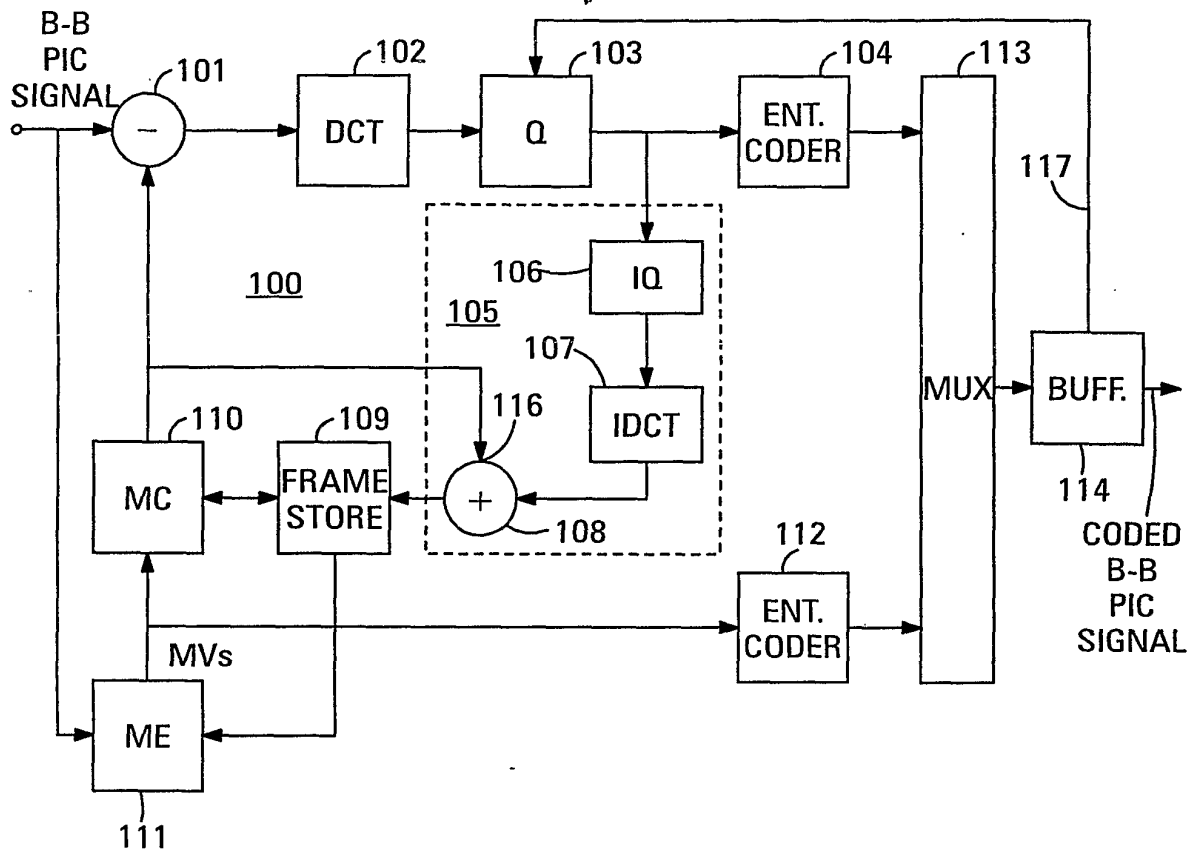 B-B
PIC
SIGNAL
101
102
103
104
113
DCT
Q
ENT.
CODER
117
106
IQ
100
105
107
IDCT
MUX
BUFF.
110
109
116
MC
FRAME
STORE
+
108
114
CODED
B-B
PIC
SIGNAL
112
ENT.
CODER
MVs
ME
111